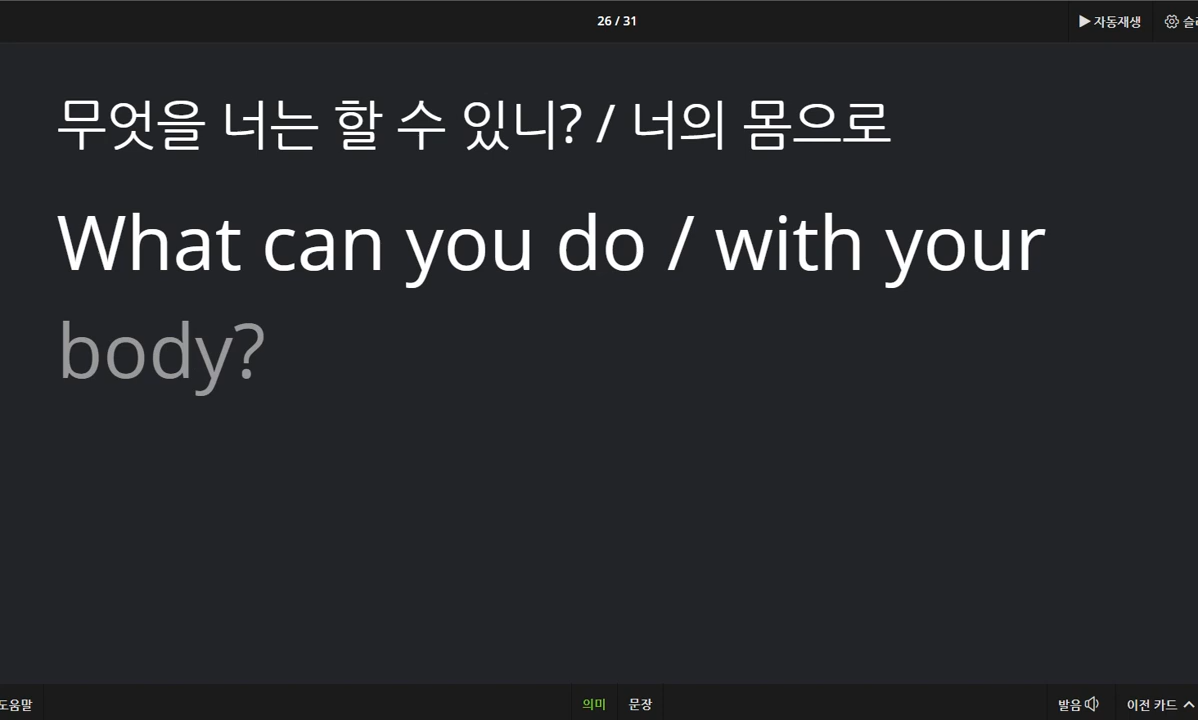 26 / 31
자동재생
무엇을 너는 할 수 있니? / 너의 몸으로
What can you do / with your
body?
도움말
의미
문장
발음
이전 카드